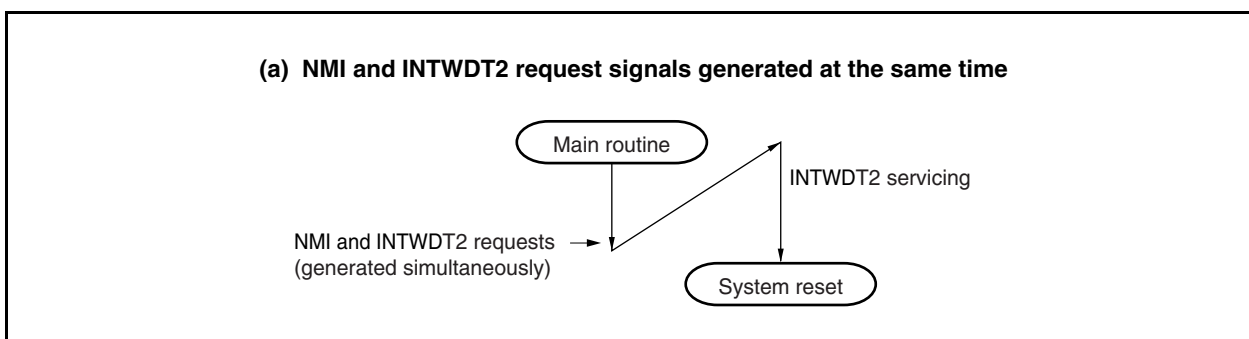 (a) NMI and INTWDT2 request signals generated at the same time
Main routine
INTWDT2 servicing
NMI and INTWDT2 requests
(generated simultaneously)
System reset